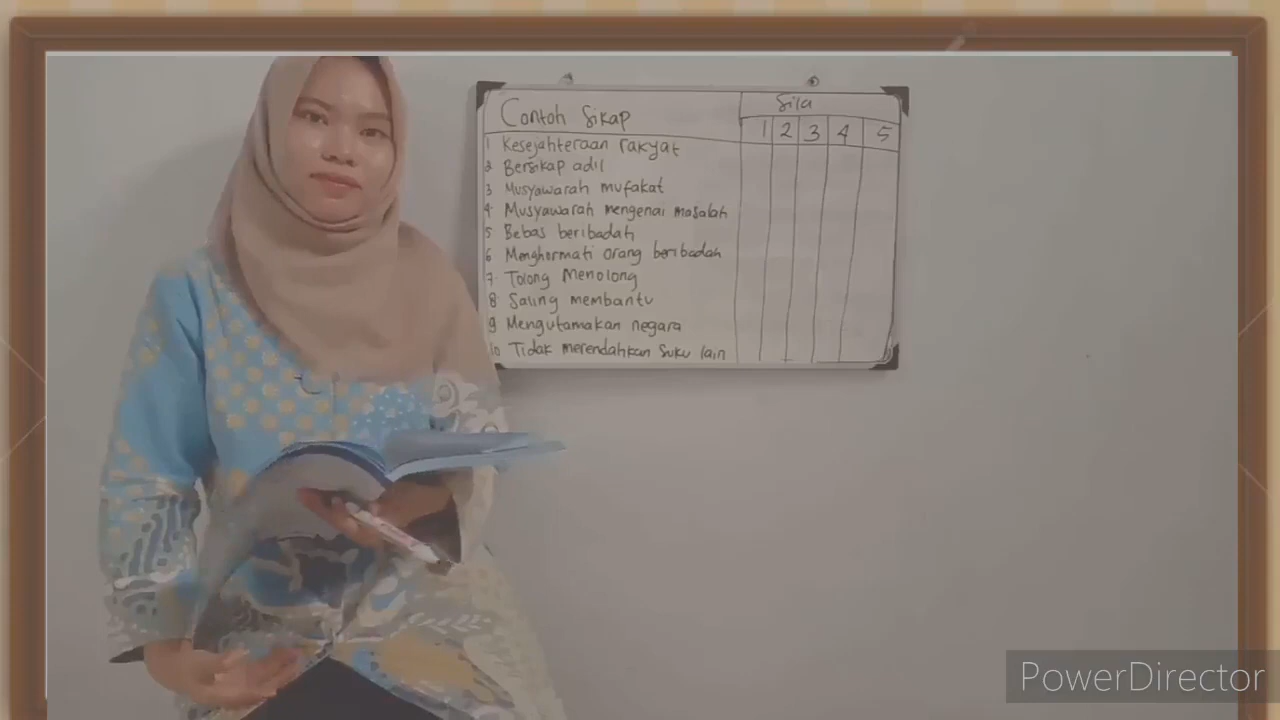 Contoh Sikap
Sila
1 2 3 4 5
1 Kesejahteraan rakyat
2 Bersikap adil
3 Musyawarah mufakat
4. Musyawarah mengenai masalah
5 Bebas beribadah
6 Menghormati orang beribadah
7. Tolong Menolong
8. Saling membantu
9 Mengutamakan negara
10 Tidak merendahkan suku lain
PowerDirector